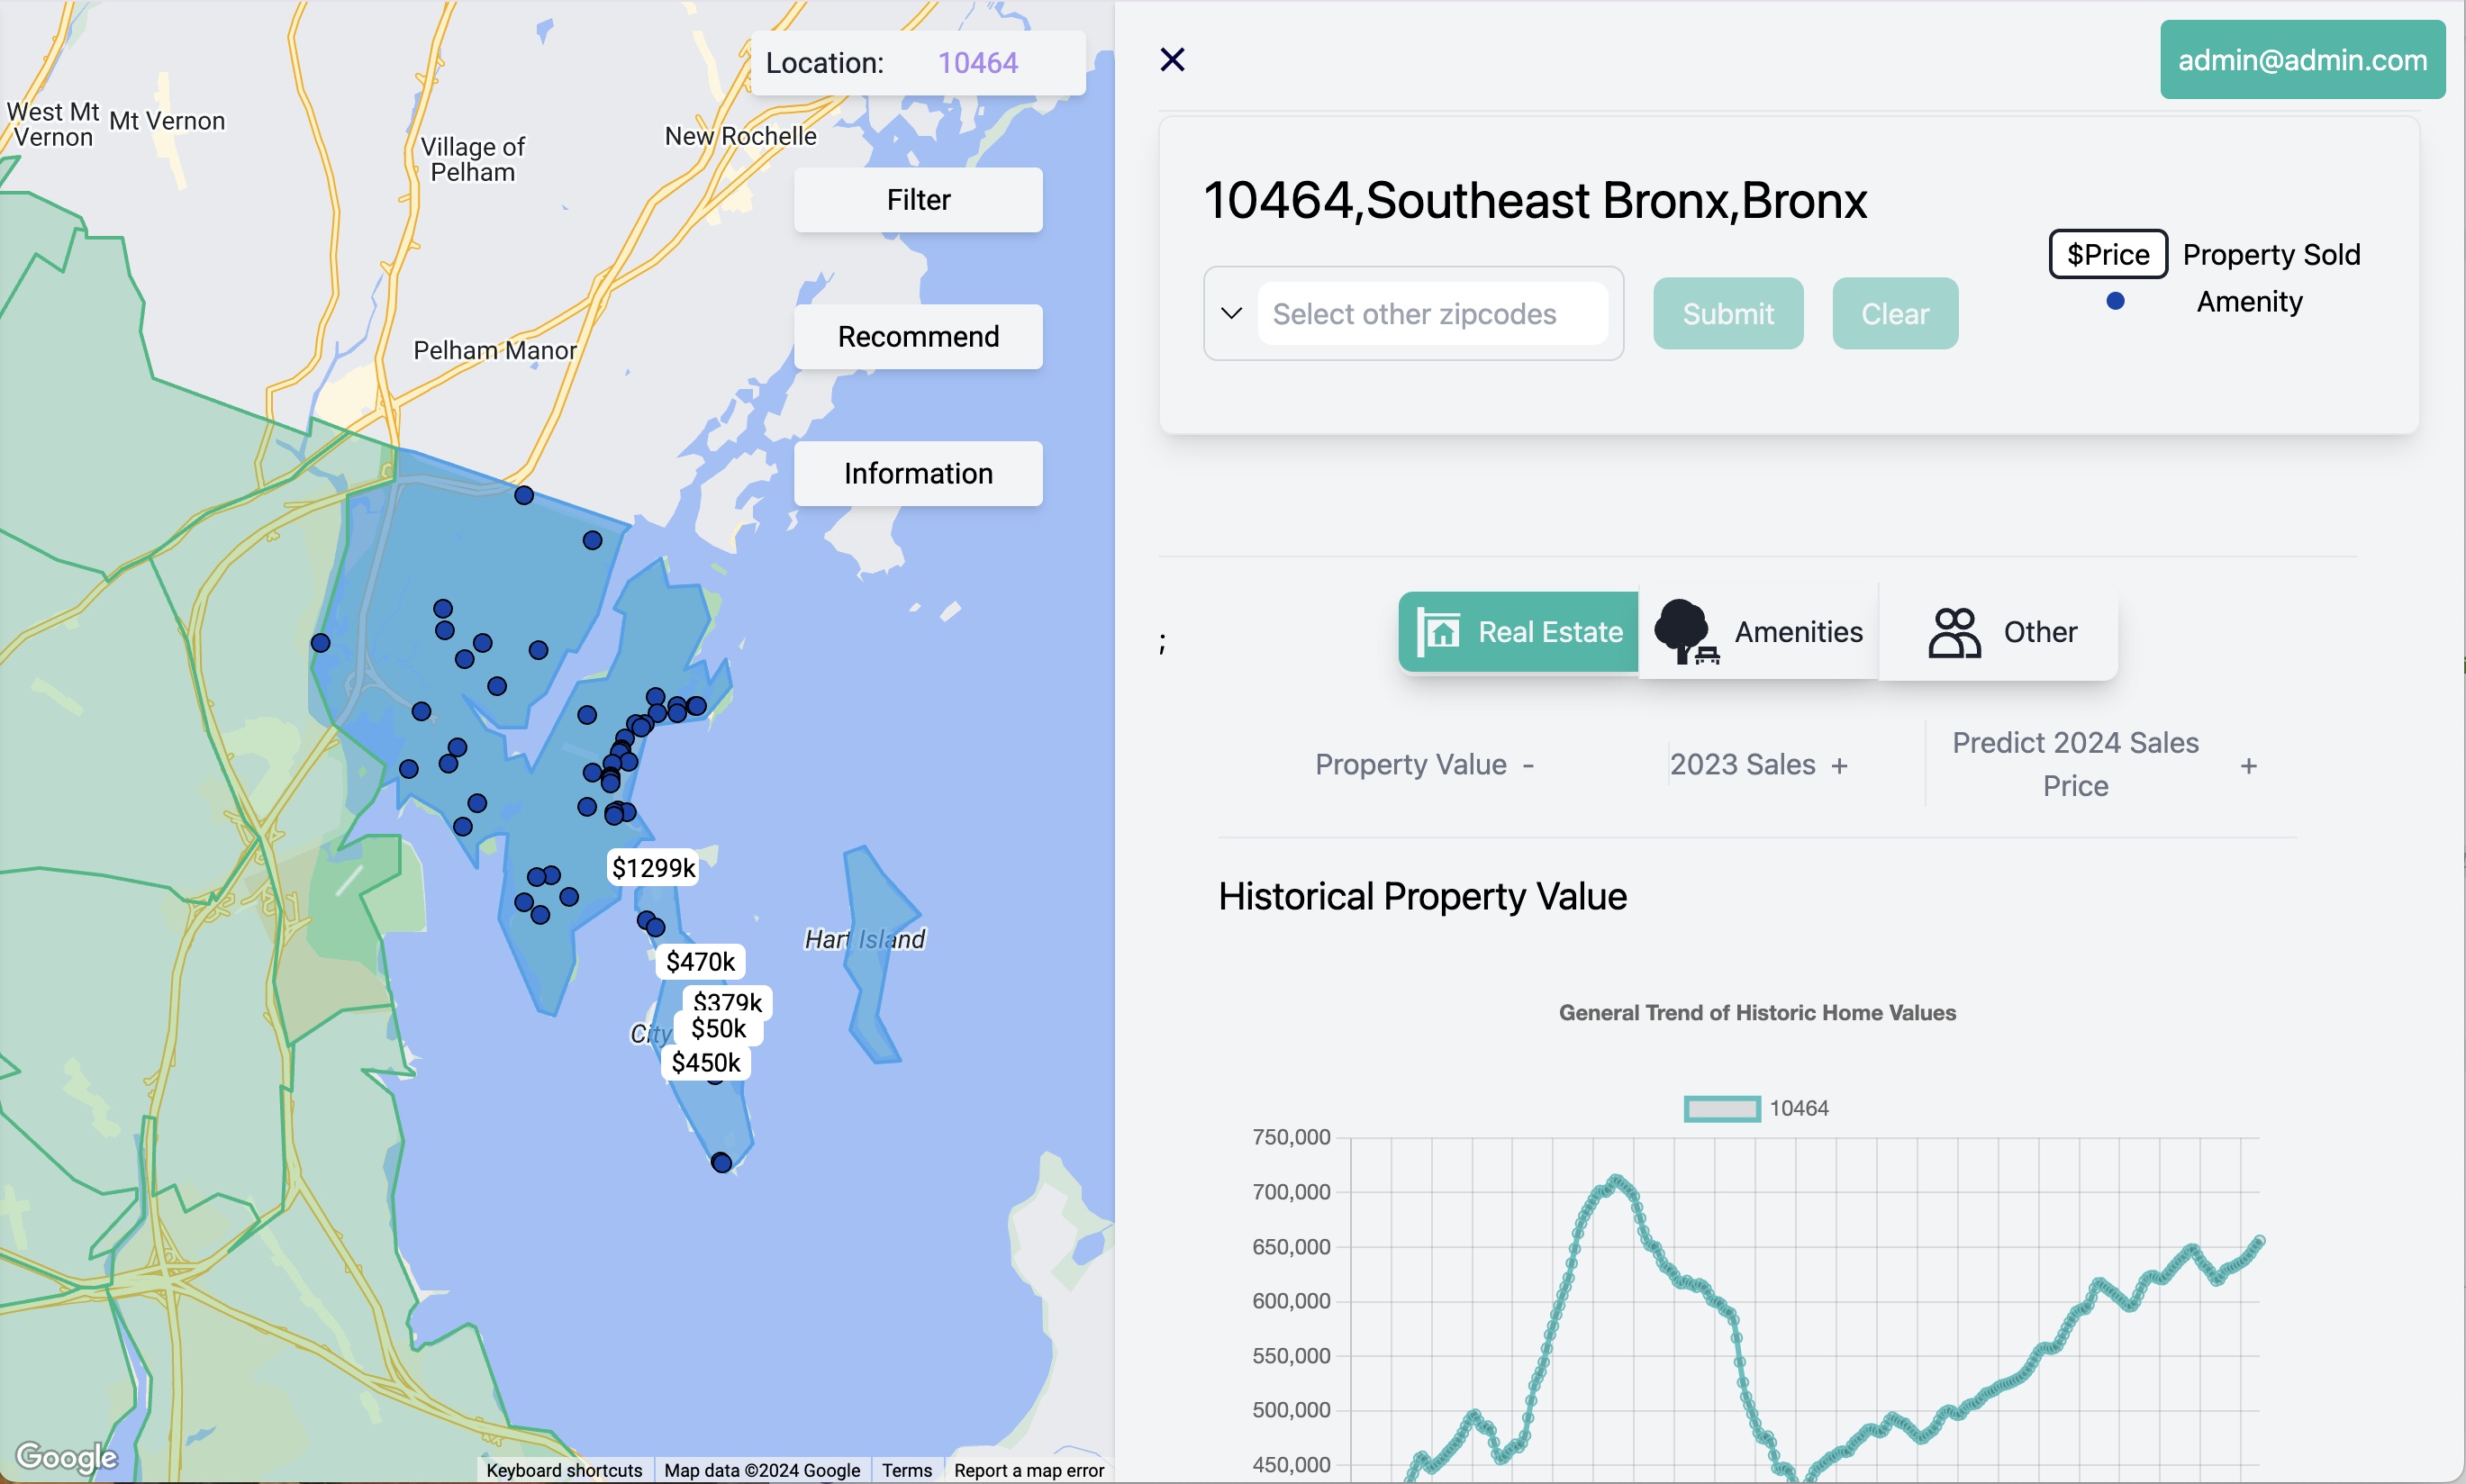 Location: 10464
West Mt
Vernon
Mt Vernon
Village of
Pelham
New Rochelle
Filter
Recommend
Pelham Manor
Information
$1299k
$470k
Hart Island
$379k
City
$50k
$450k
Google
Keyboard shortcuts
Map data ©2024 Google
Terms
Report a map error
admin@admin.com
10464,Southeast Bronx,Bronx
$Price Property Sold
Amenity
Select other zipcodes
Submit
Clear
;
Real Estate
Amenities
Other
Property Value -
2023 Sales +
Predict 2024 Sales
Price
+
Historical Property Value
General Trend of Historic Home Values
10464
750,000
700,000
650,000
600,000
550,000
500,000
450,000